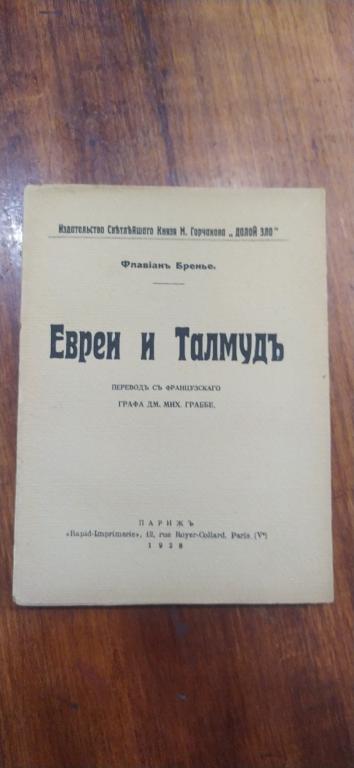 Издательство Свѣтлѣйшаго Князя М. Горчакова „ДОЛОЙ ЗЛО"
Флавіанъ Бренье.
Евреи и Талмудъ
ПЕРЕВОДЪ СЪ ФРАНЦУЗСКАГО
ГРАФА ДМ. МИХ. ГРАББЕ.
ПАРИЖЪ
«Rapid-Imprimerie», 12, rue Royer-Collard, Paris (Vᵉ)
1928